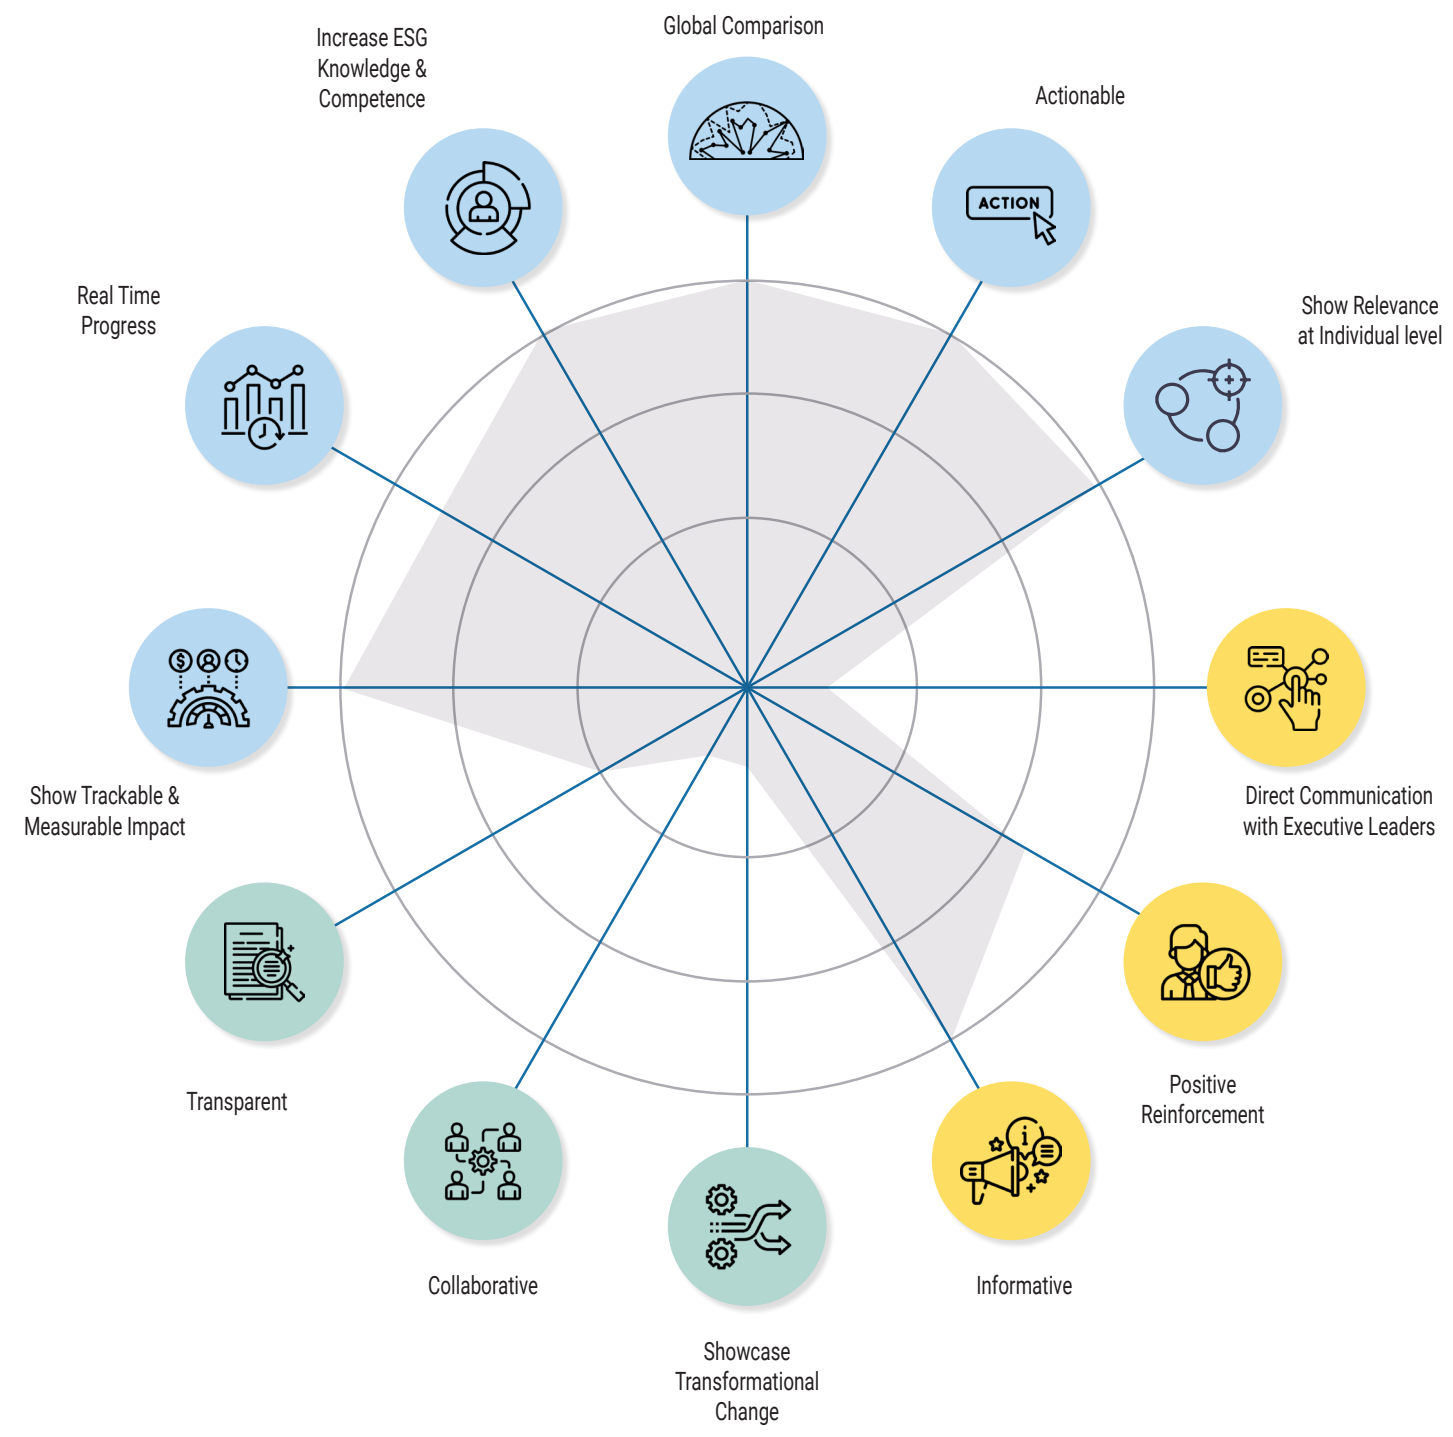 Global Comparison
Increase ESG
Knowledge &
Competence
Actionable
ACTION
Real Time
Progress
Show Relevance
at Individual level
$
Show Trackable &
Measurable Impact
Direct Communication
with Executive Leaders
Transparent
Positive
Reinforcement
i
Collaborative
Informative
Showcase
Transformational
Change